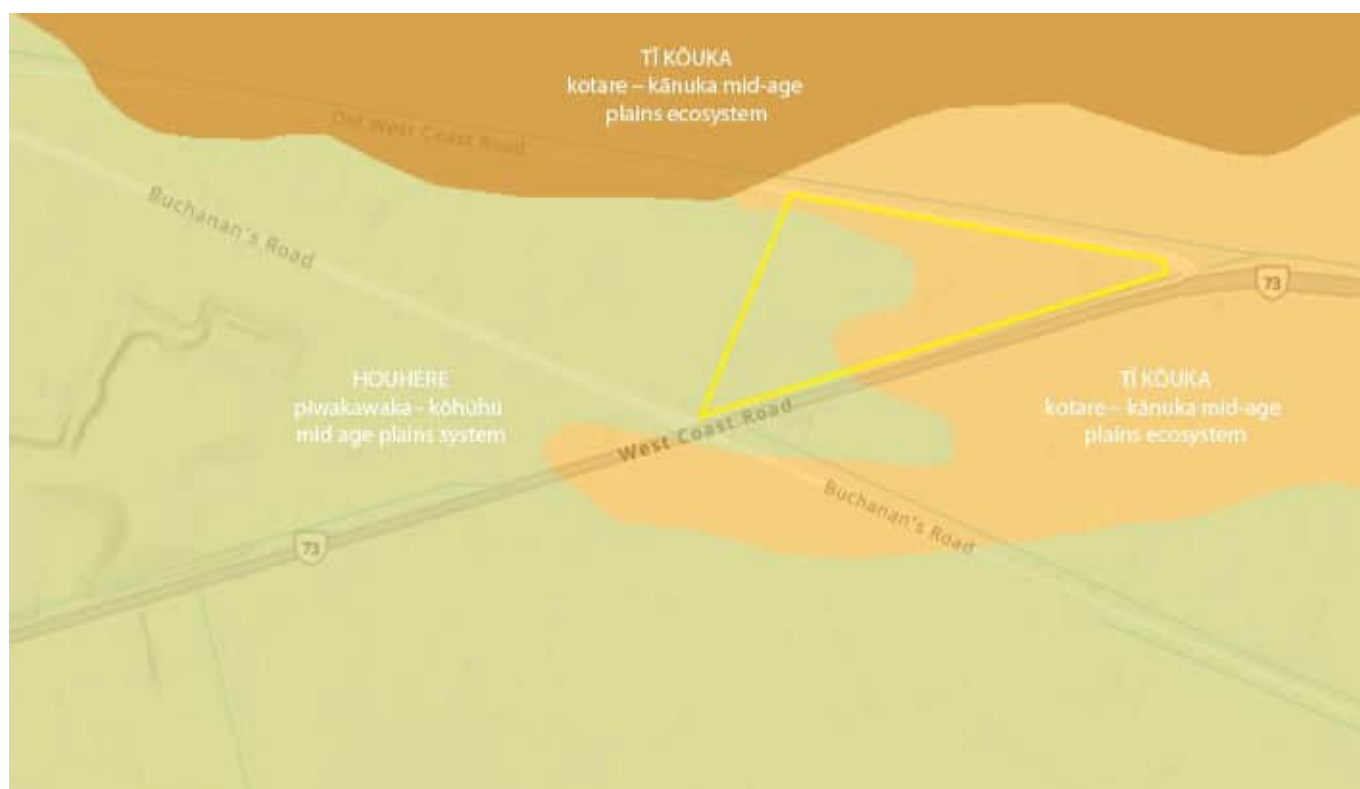 TĪ KŌUKA
kotare – kānuka mid-age
plains ecosystem
Old West Coast Road
Buchanan's Road
73
HOUHERE
piwakawaka - kōhūhū
mid age plains system
West Coast Road
TĪ KŌUKA
kotare – kānuka mid-age
plains ecosystem
Buchanan's Road
73